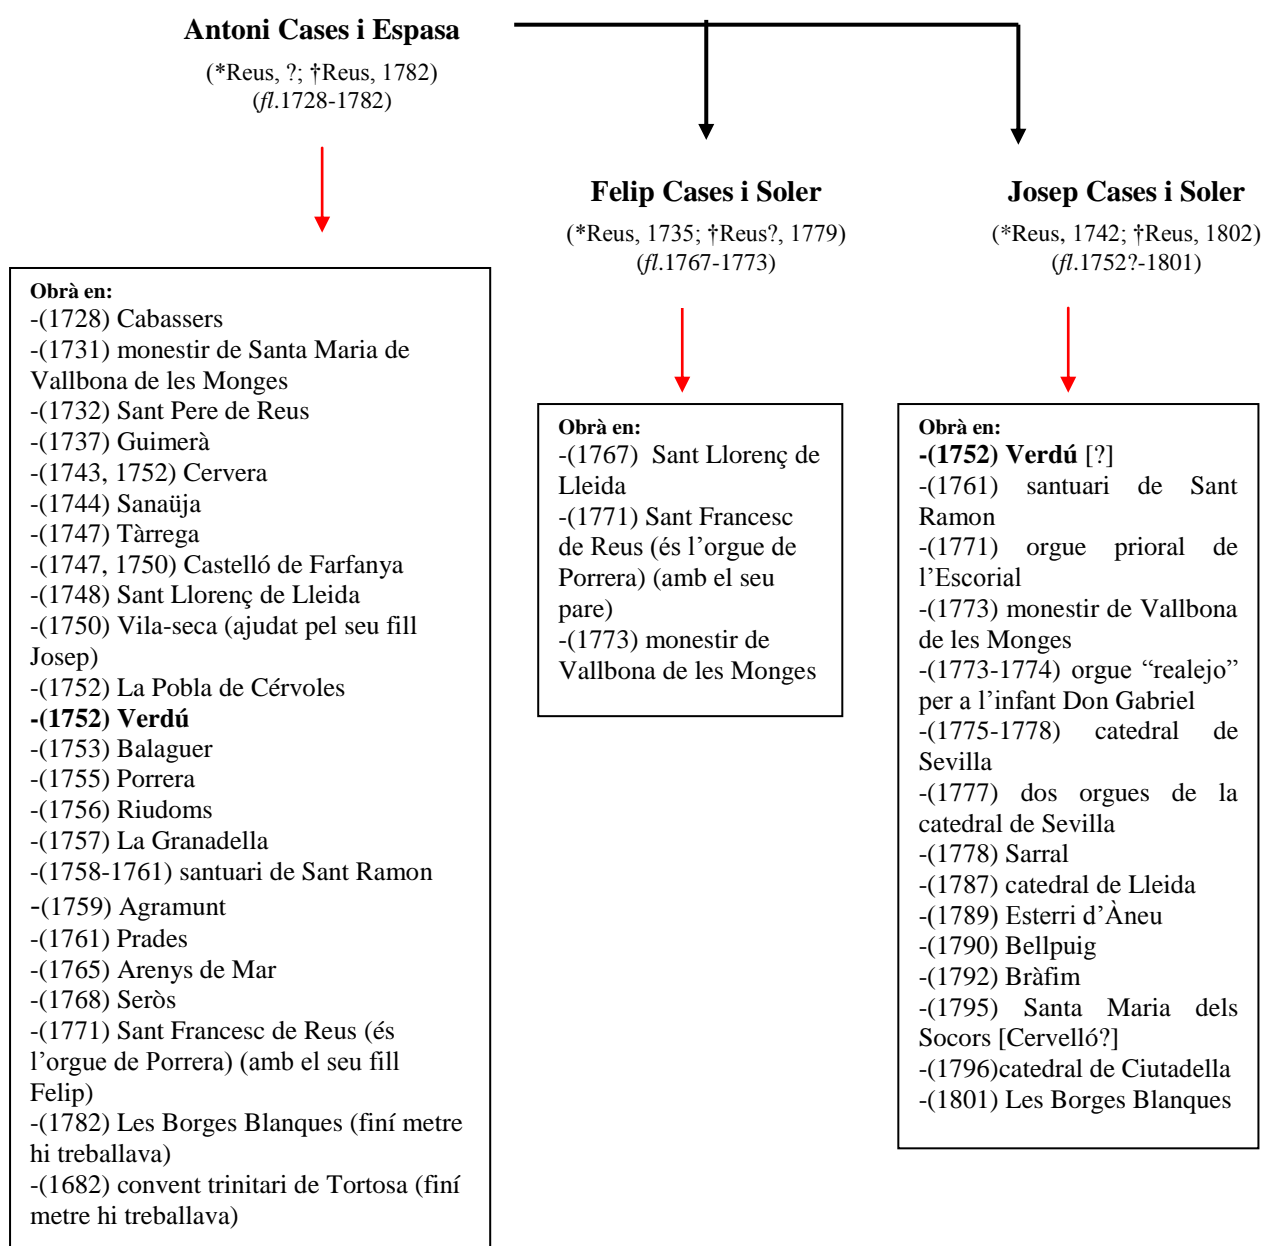 Antoni Cases i Espasa
(*Reus, ?; †Reus, 1782)
(fl.1728-1782)
Felip Cases i Soler
(*Reus, 1735; †Reus?, 1779)
(fl.1767-1773)
Josep Cases i Soler
(*Reus, 1742; †Reus, 1802)
(fl.1752?-1801)
Obrà en:
-(1728) Cabassers
-(1731) monestir de Santa Maria de
Vallbona de les Monges
-(1732) Sant Pere de Reus
-(1737) Guimerà
-(1743, 1752) Cervera
-(1744) Sanaüja
-(1747) Tàrrega
-(1747, 1750) Castelló de Farfanya
-(1748) Sant Llorenç de Lleida
-(1750) Vila-seca (ajudat pel seu fill
Josep)
-(1752) La Pobla de Cérvoles
-(1752) Verdú
-(1753) Balaguer
-(1755) Porrera
-(1756) Riudoms
-(1757) La Granadella
-(1758-1761) santuari de Sant Ramon
-(1759) Agramunt
-(1761) Prades
-(1765) Arenys de Mar
-(1768) Seròs
-(1771) Sant Francesc de Reus (és
l’orgue de Porrera) (amb el seu fill
Felip)
-(1782) Les Borges Blanques (finí metre
hi treballava)
-(1682) convent trinitari de Tortosa (finí
metre hi treballava)
Obrà en:
-(1767) Sant Llorenç de
Lleida
-(1771) Sant Francesc
de Reus (és l’orgue de
Porrera) (amb el seu
pare)
-(1773) monestir de
Vallbona de les Monges
Obrà en:
-(1752) Verdú [?]
-(1761) santuari de Sant
Ramon
-(1771) orgue prioral de
l’Escorial
-(1773) monestir de Vallbona
de les Monges
-(1773-1774) orgue “realejo”
per a l’infant Don Gabriel
-(1775-1778) catedral de
Sevilla
-(1777) dos orgues de la
catedral de Sevilla
-(1778) Sarral
-(1787) catedral de Lleida
-(1789) Esterri d’Àneu
-(1790) Bellpuig
-(1792) Bràfim
-(1795) Santa Maria dels
Socors [Cervelló?]
-(1796)catedral de Ciutadella
-(1801) Les Borges Blanques